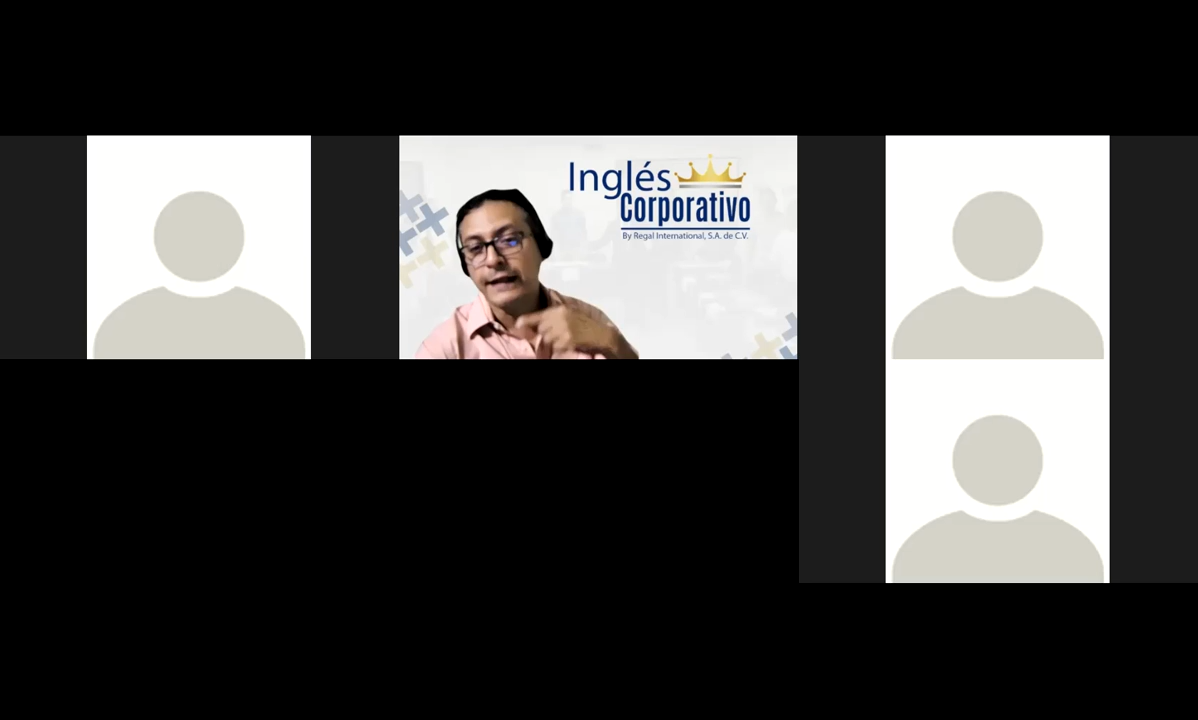 Inglés
Corporativo
By Regal International, S.A. de C.V.